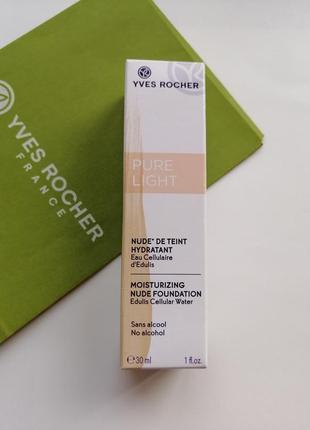 YVES ROCHER
FRANCE
YVES ROCHER
PURE
LIGHT
NUDE* DE TEINT
HYDRATANT
Eau Cellulaire
d'Edulis
MOISTURIZING
NUDE FOUNDATION
Edulis Cellular Water
Sans alcool
No alcohol
℮30 ml 1 fl.oz.